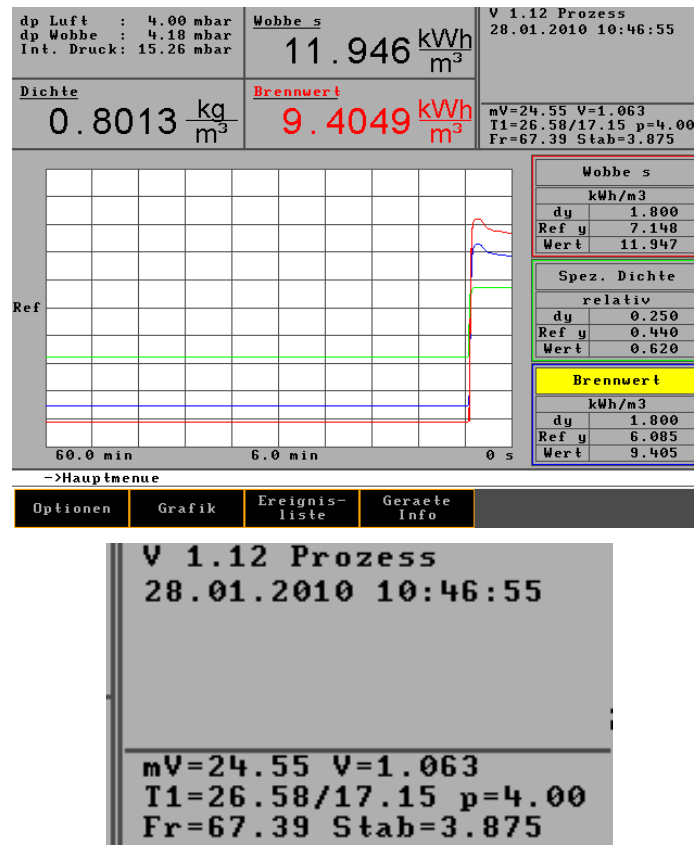 dp Luft : 4.00 mbar
dp Wobbe : 4.18 mbar
Int. Druck: 15.26 mbar
Wobbe s
11.946 kWh/m³
V 1.12 Prozess
28.01.2010 10:46:55
Dichte
0.8013 kg/m³
Brennwert
9.4049 kWh/m³
mV=24.55 V=1.063
T1=26.58/17.15 p=4.00
Fr=67.39 Stab=3.875
Ref
60.0 min 6.0 min 0 s
Wobbe s
kWh/m3
dy 1.800
Ref y 7.148
Wert 11.947
Spez. Dichte
relativ
dy 0.250
Ref y 0.440
Wert 0.620
Brennwert
kWh/m3
dy 1.800
Ref y 6.085
Wert 9.405
->Hauptmenue
Optionen
Grafik
Ereignis-
liste
Geraete
Info
V 1.12 Prozess
28.01.2010 10:46:55
mV=24.55 V=1.063
T1=26.58/17.15 p=4.00
Fr=67.39 Stab=3.875